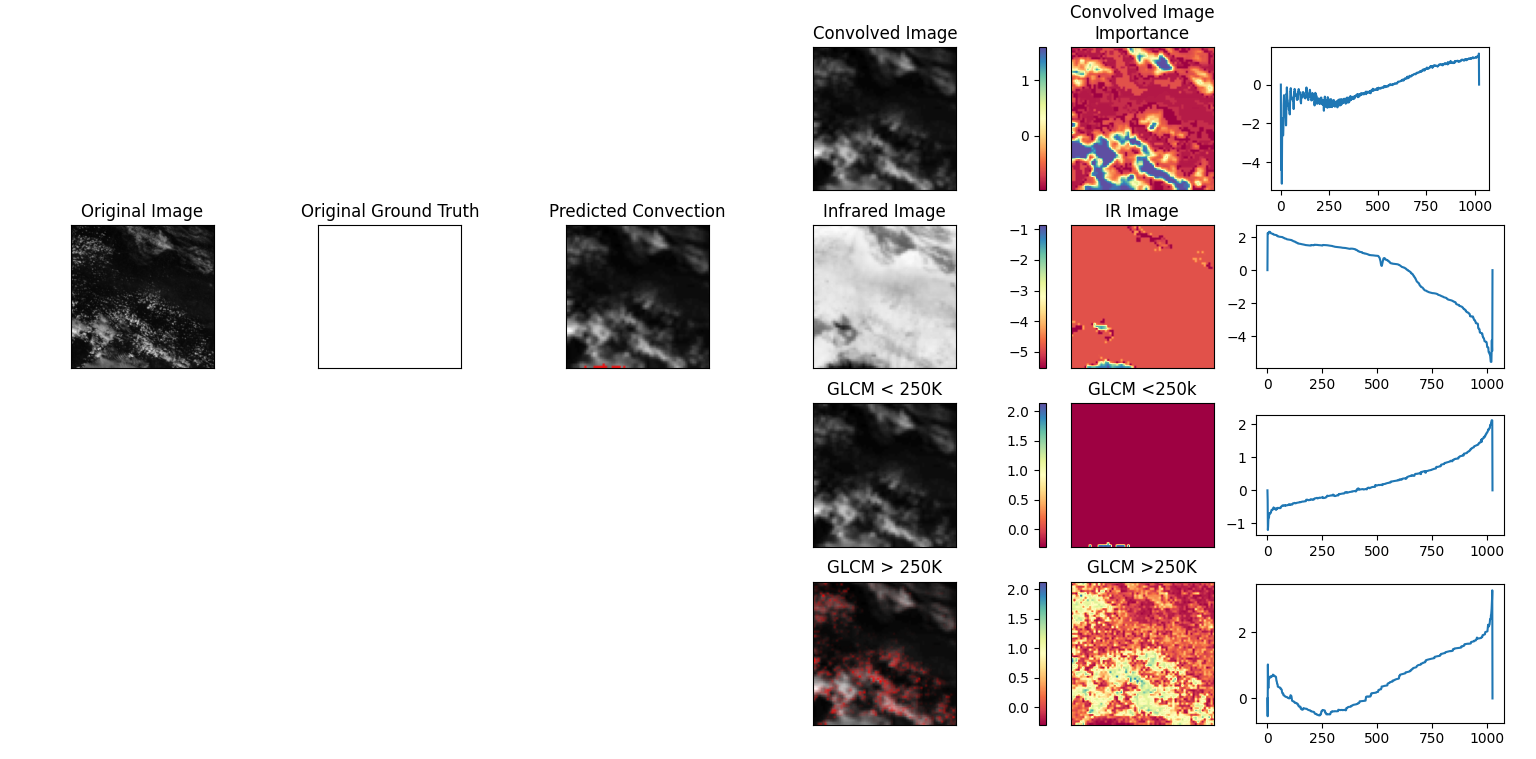 Convolved Image
Convolved Image
Importance
1
0
0
−2
−4
0 250 500 750 1000
Original Image
Original Ground Truth
Predicted Convection
Infrared Image
IR Image
−1
−2
−3
−4
−5
2
0
−2
−4
0 250 500 750 1000
GLCM < 250K
GLCM <250k
2.0
1.5
1.0
0.5
0.0
2
1
0
−1
0 250 500 750 1000
GLCM > 250K
GLCM >250K
2.0
1.5
1.0
0.5
0.0
2
0
0 250 500 750 1000